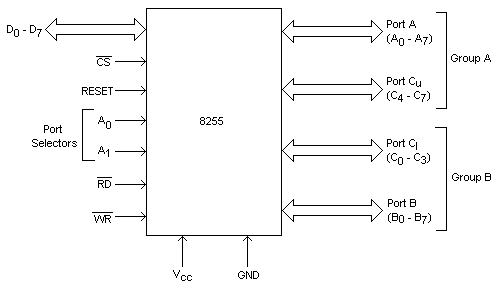 D0 - D7
CS
RESET
Port
Selectors
A0
A1
RD
WR
8255
VCC
GND
Port A
(A0 - A7)
Port Cu
(C4 - C7)
Group A
Port Cl
(C0 - C3)
Port B
(B0 - B7)
Group B